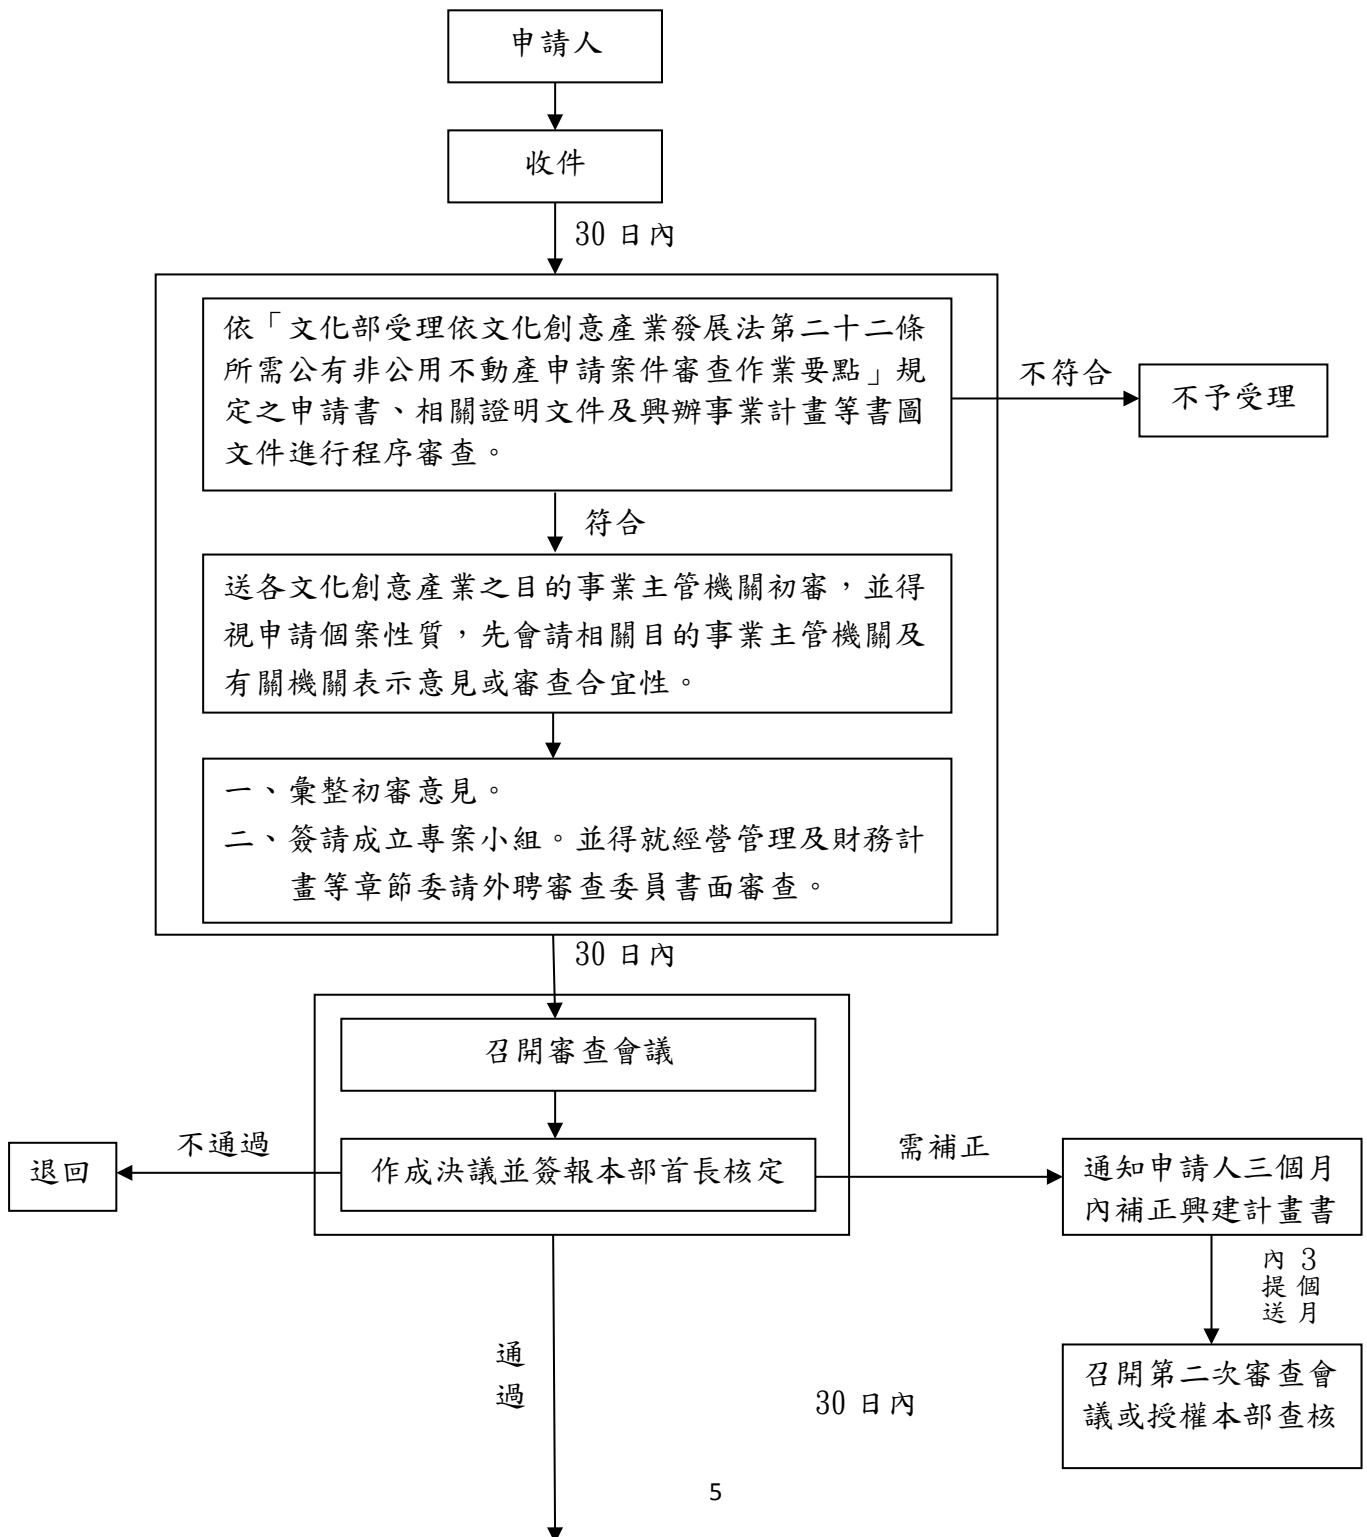 申請人
收件
30 日內
依「文化部受理依文化創意產業發展法第二十二條
所需公有非公用不動產申請案件審查作業要點」規
定之申請書、相關證明文件及興辦事業計畫等書圖
文件進行程序審查。
不符合
不予受理
符合
送各文化創意產業之目的事業主管機關初審，並得
視申請個案性質，先會請相關目的事業主管機關及
有關機關表示意見或審查合宜性。
一、彙整初審意見。
二、簽請成立專案小組。並得就經營管理及財務計
畫等章節委請外聘審查委員書面審查。
30 日內
召開審查會議
退回
不通過
作成決議並簽報本部首長核定
需補正
通知申請人三個月
內補正興建計畫書
3個月
內提送
通過
30 日內
召開第二次審查會
議或授權本部查核
5